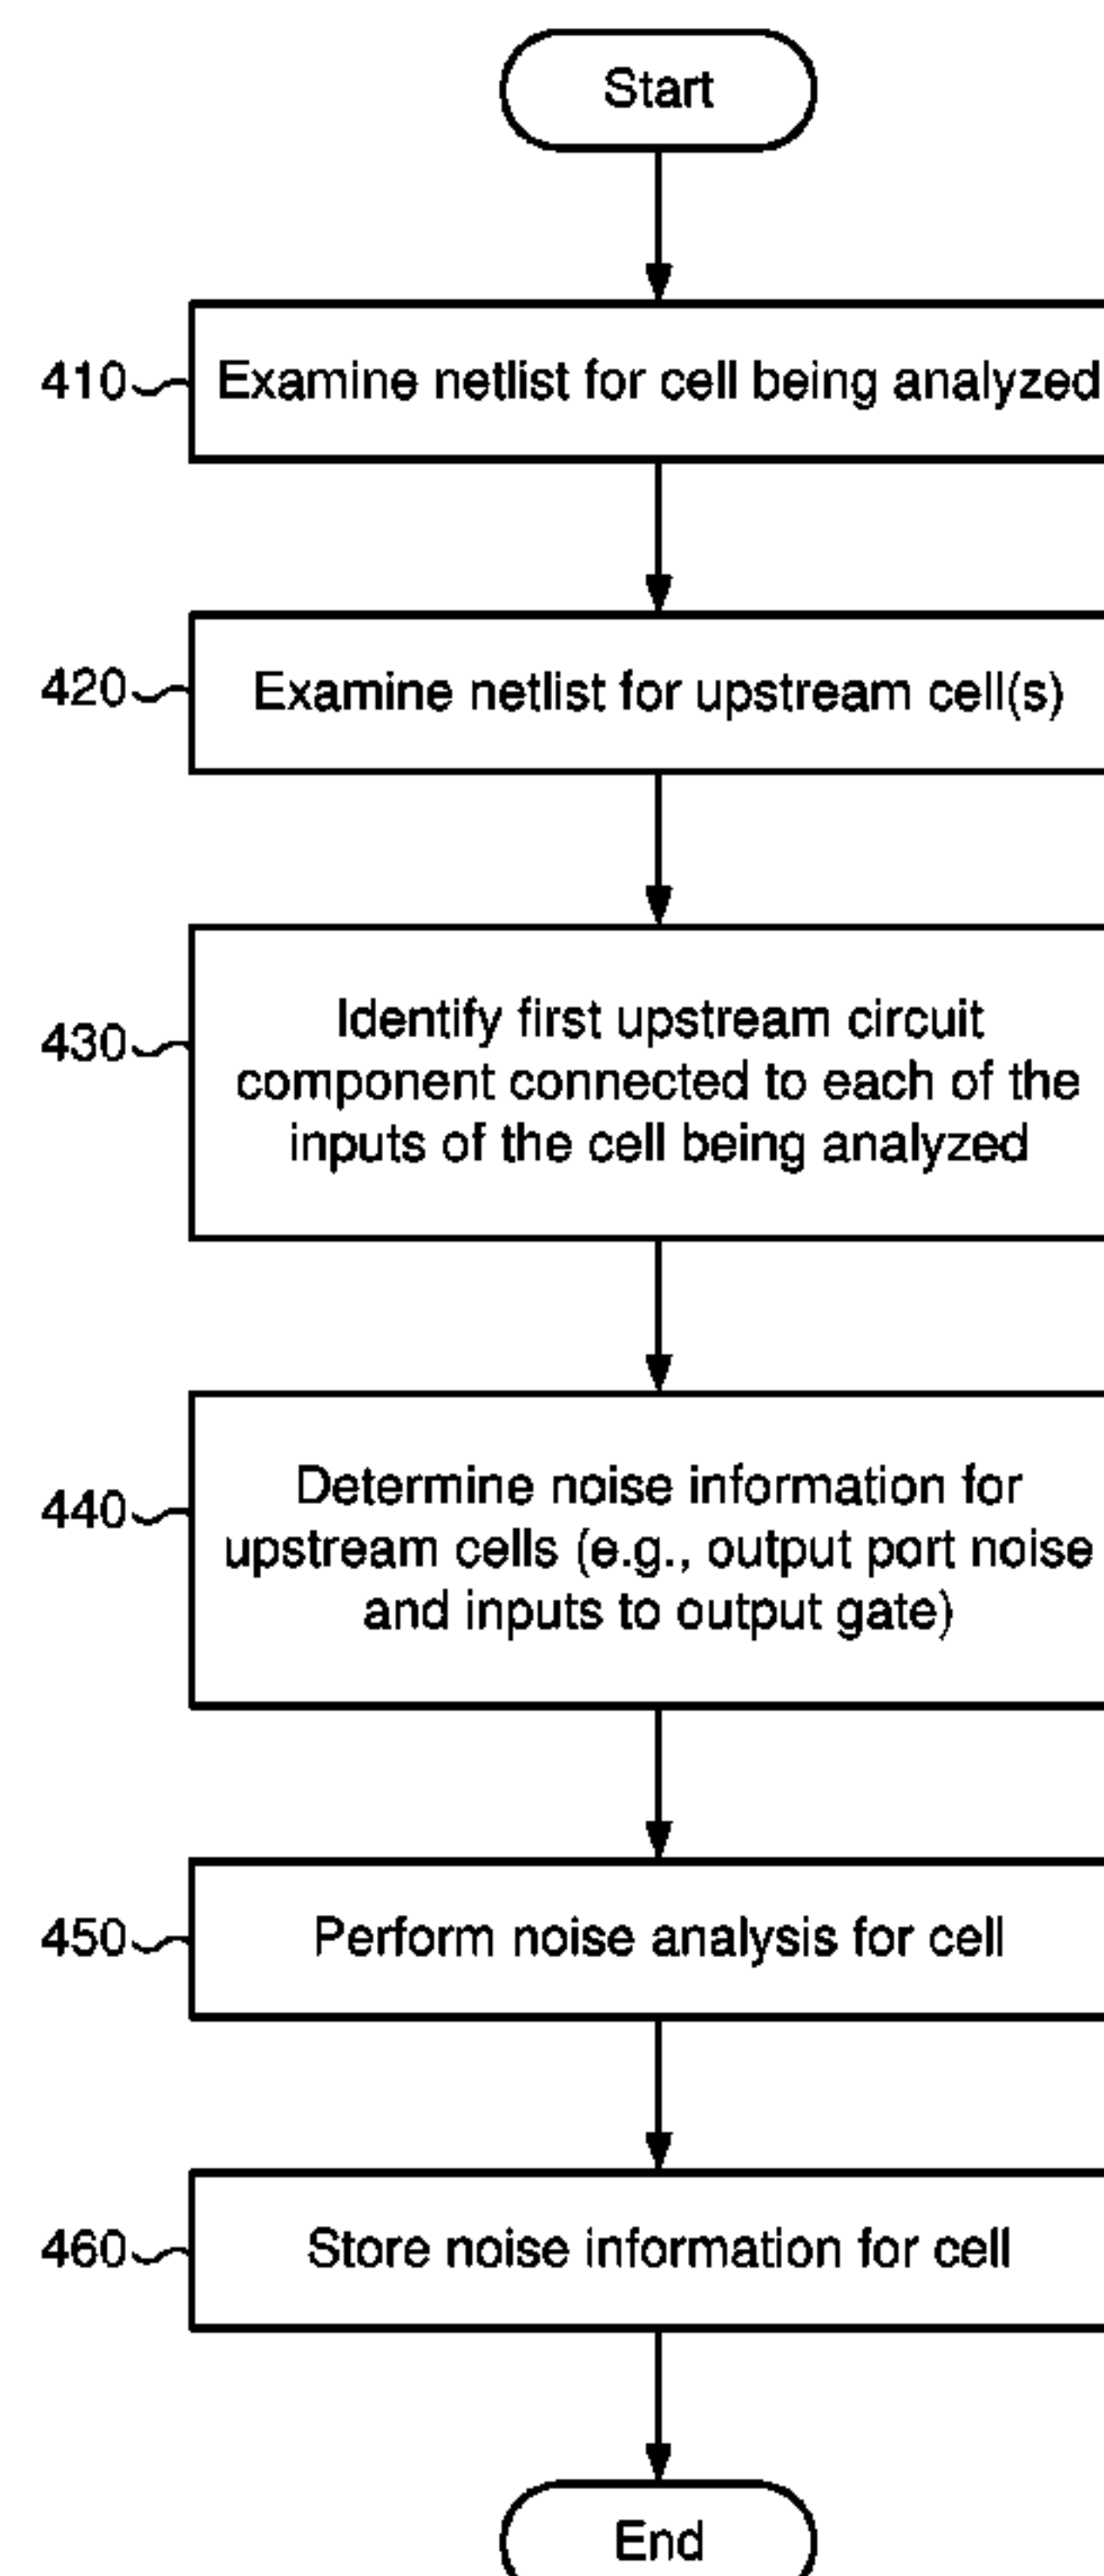 Start
410
Examine netlist for cell being analyzed
420
Examine netlist for upstream cell(s)
430
Identify first upstream circuit
component connected to each of the
inputs of the cell being analyzed
440
Determine noise information for
upstream cells (e.g., output port noise
and inputs to output gate)
450
Perform noise analysis for cell
460
Store noise information for cell
End